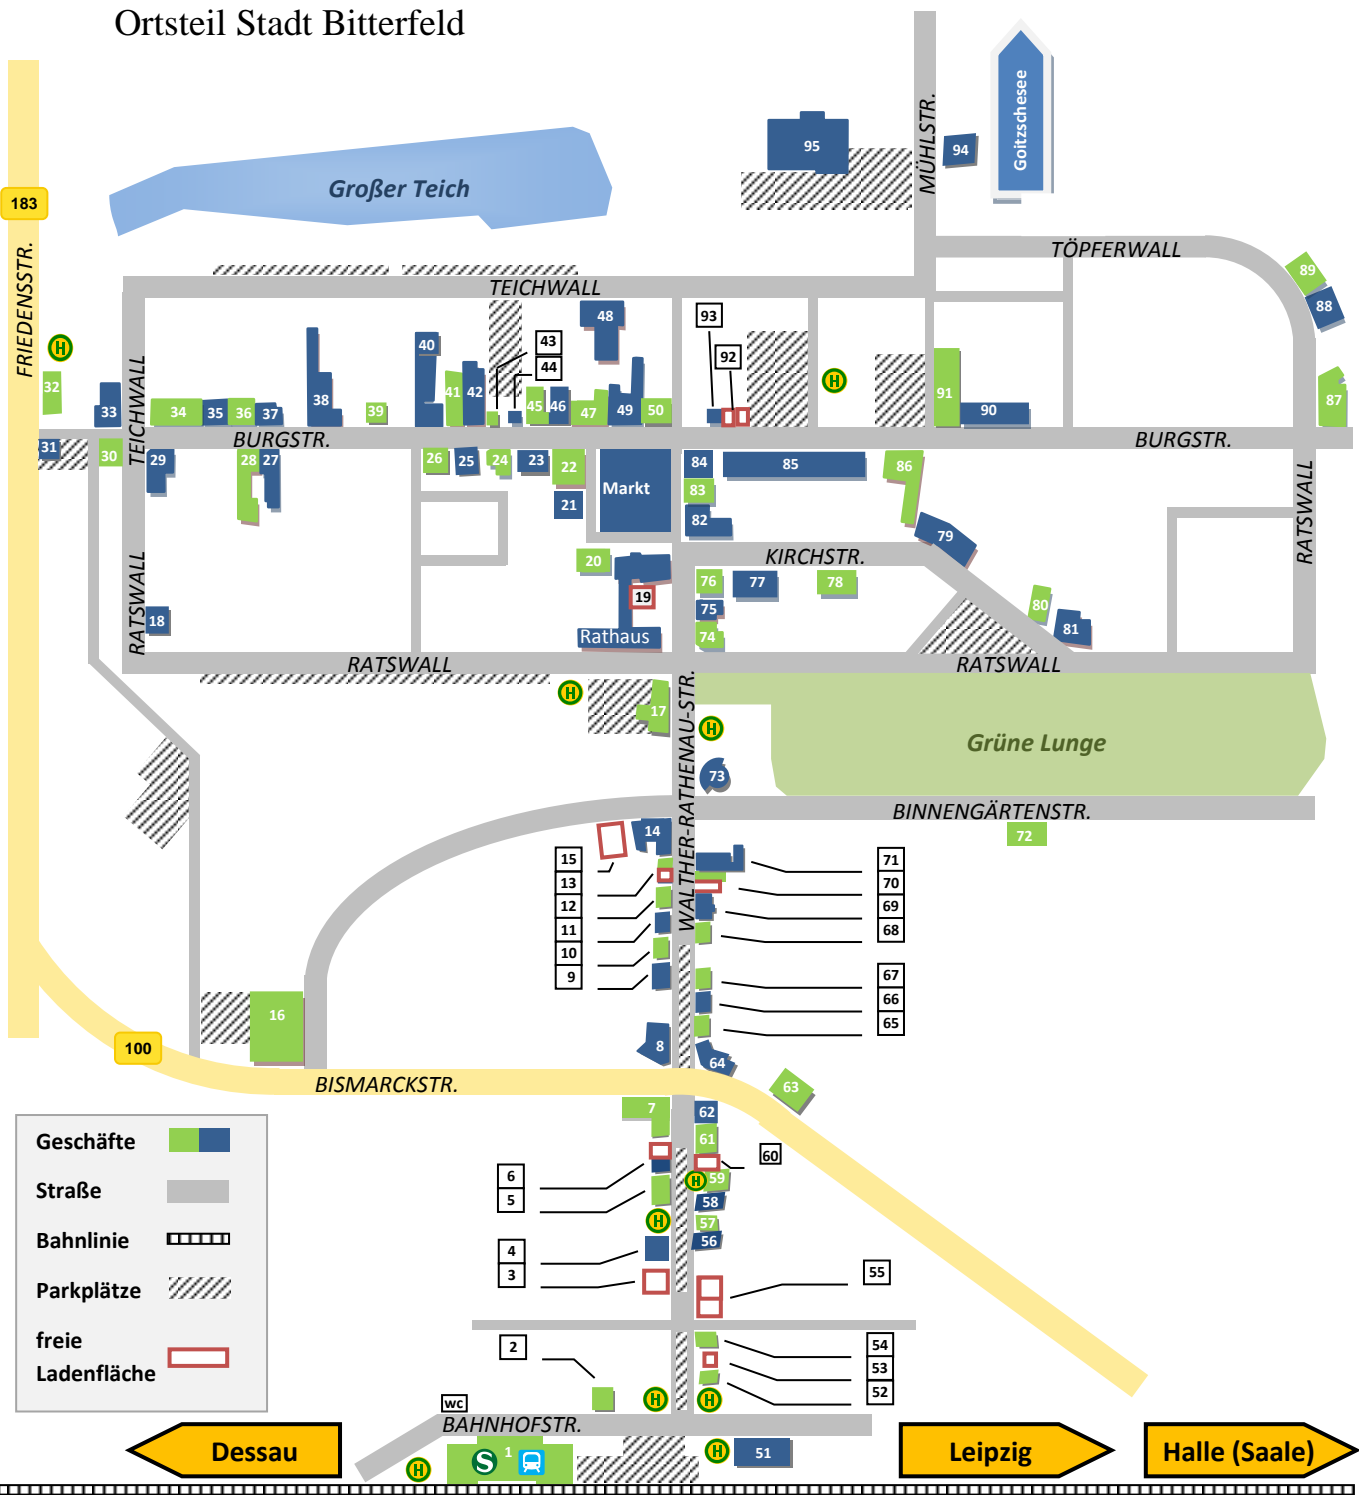 Ortsteil Stadt Bitterfeld
MÜHLSTR.
Goitzschesee
95
94
Großer Teich
183
FRIEDENSSTR.
TÖPFERWALL
89
88
TEICHWALL
H
48
93
43
92
40
44
H
TEICHWALL
32
33
34
35
36
37
38
39
41
42
45
46
47
49
50
91
90
87
BURGSTR.
BURGSTR.
31
30
29
28
27
26
25
24
23
22
21
Markt
84
85
83
82
86
79
RATSWALL
KIRCHSTR.
20
19
Rathaus
76
77
78
75
74
80
81
18
RATSWALL
RATSWALL
RATSWALL
H
17
H
WALTHER-RATHENAU-STR.
Grüne Lunge
73
BINNENGÄRTENSTR.
72
14
15
13
12
11
10
9
71
70
69
68
67
66
65
16
8
64
100
BISMARCKSTR.
63
7
62
61
60
6
5
H
59
58
H
57
56
4
3
55
2
54
53
52
Geschäfte
Straße
Bahnlinie
Parkplätze
freie
Ladenfläche
wc
H
H
BAHNHOFSTR.
Dessau
H
S
1
H
51
Leipzig
Halle (Saale)